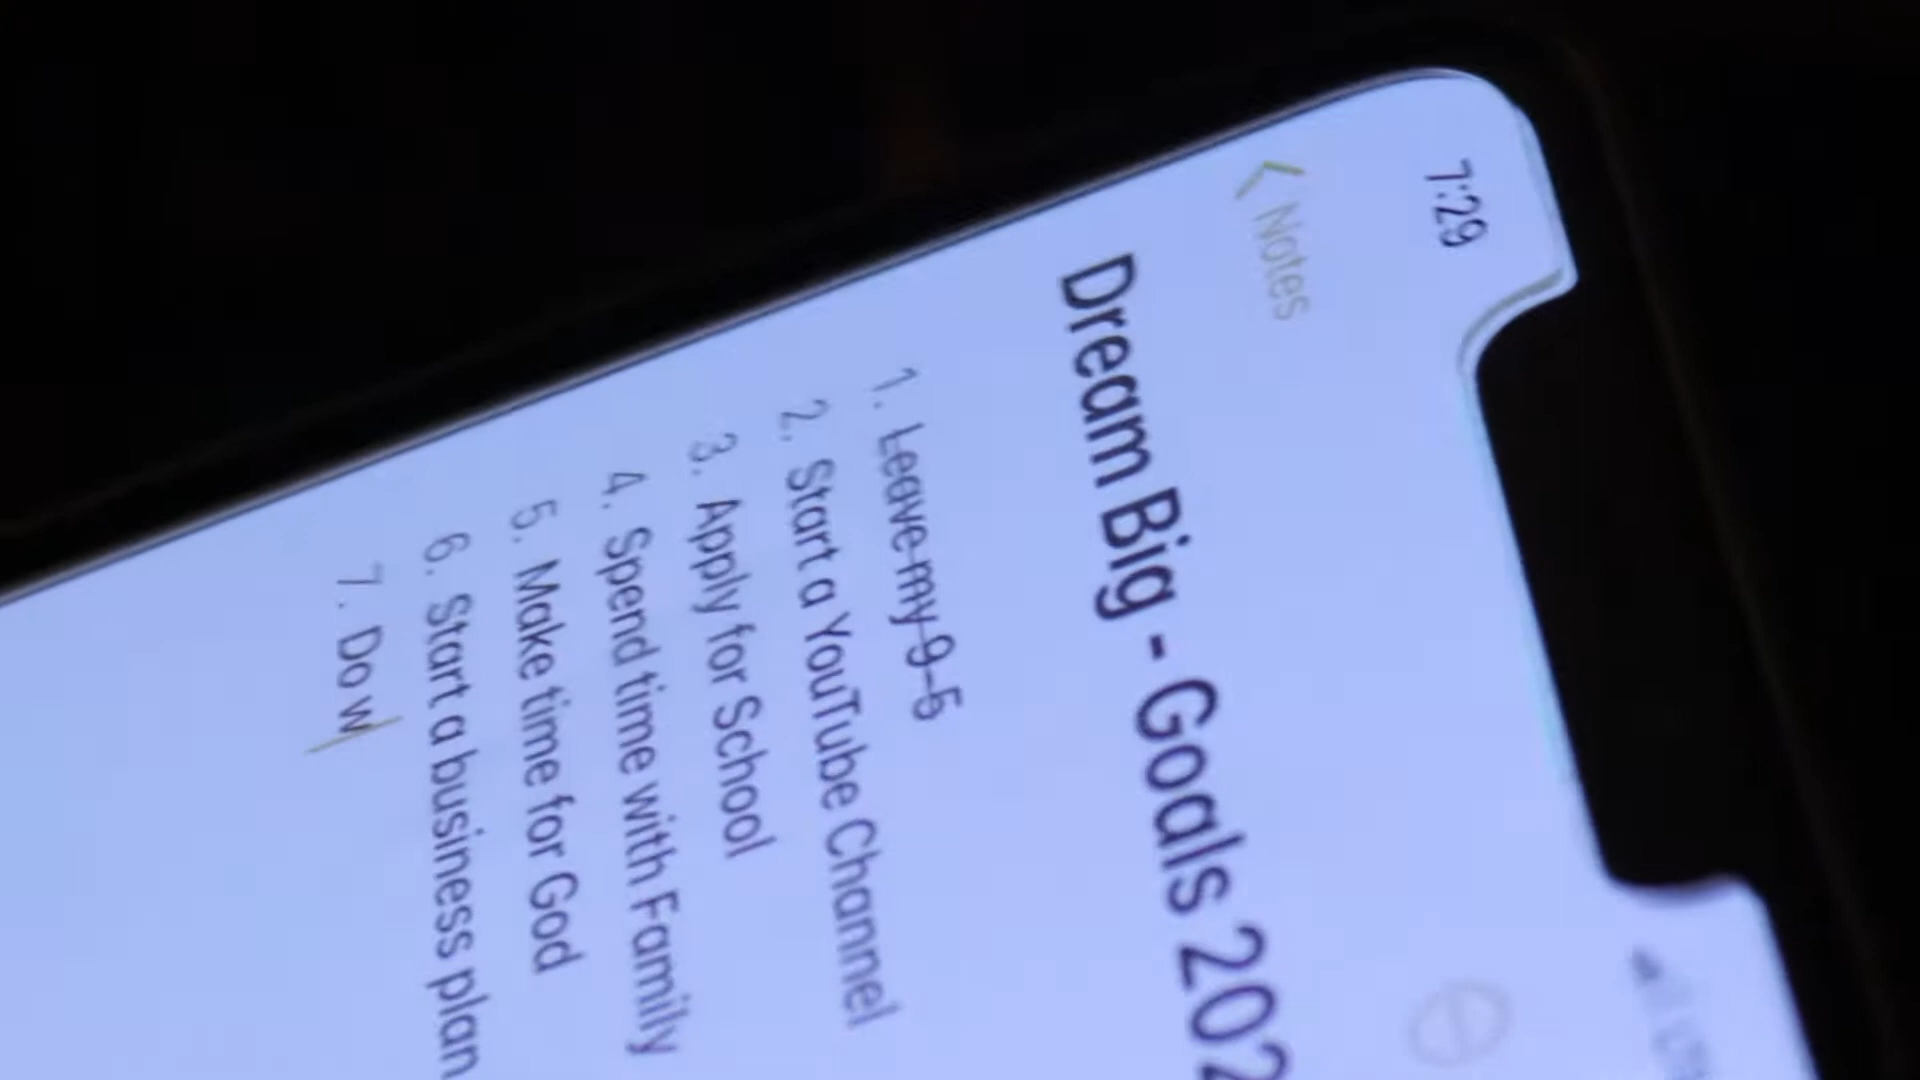 7:29
Notes
Dream Big - Goals 202
1. Leave my 9-5
2. Start a YouTube Channel
3. Apply for School
4. Spend time with Family
5. Make time for God
6. Start a business plan
7. Do w